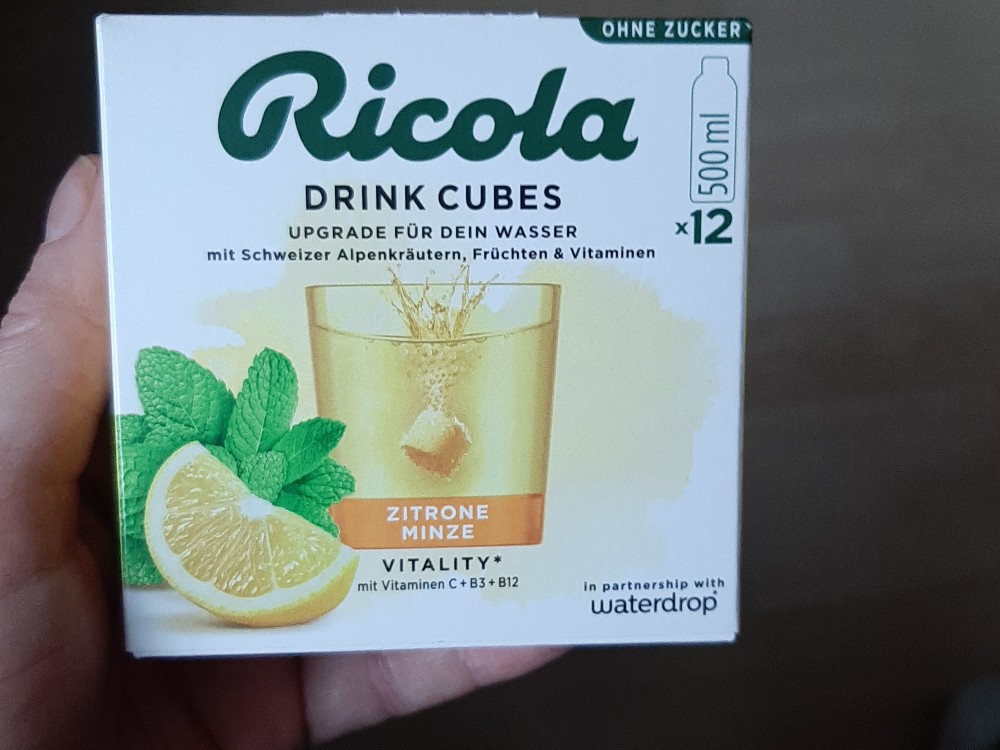 OHNE ZUCKER
Ricola
500 ml
x12
DRINK CUBES
UPGRADE FÜR DEIN WASSER
mit Schweizer Alpenkräutern, Früchten & Vitaminen
ZITRONE
MINZE
VITALITY*
mit Vitaminen C + B3 + B12
in partnership with
waterdrop®